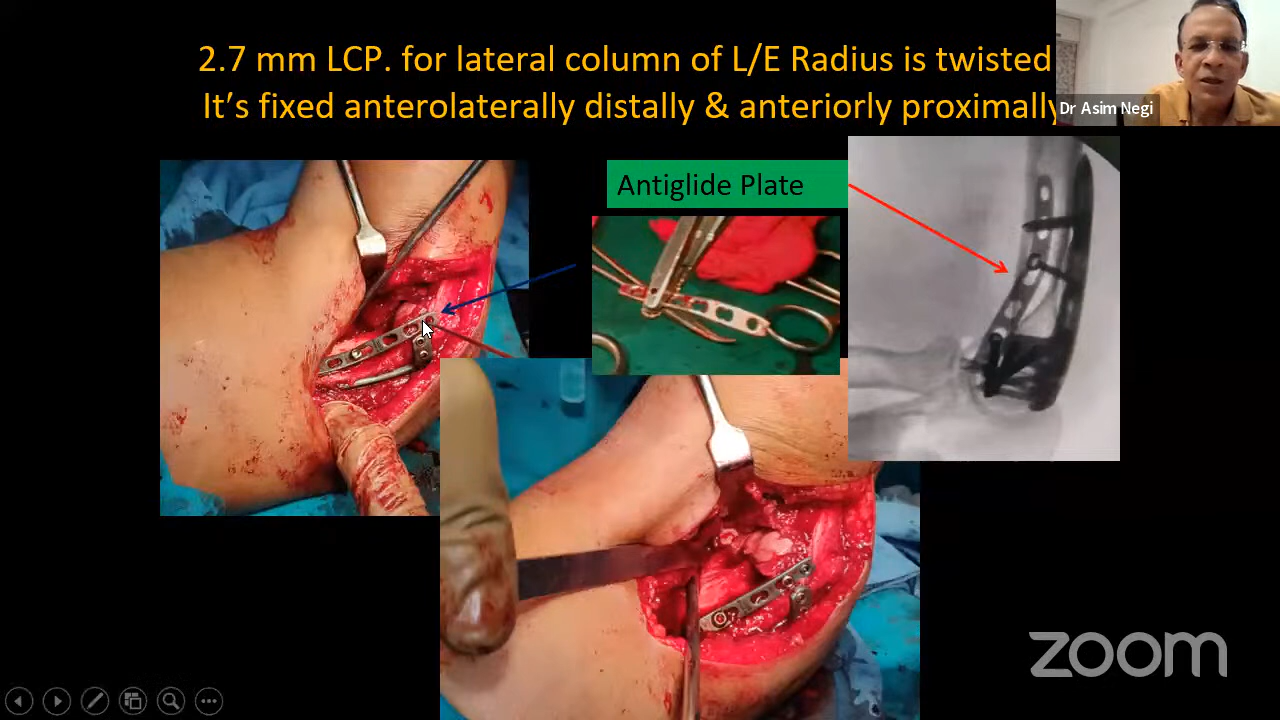 2.7 mm LCP. for lateral column of L/E Radius is twisted
It's fixed anterolaterally distally & anteriorly proximally
Dr Asim Negi
Antiglide Plate
zoom